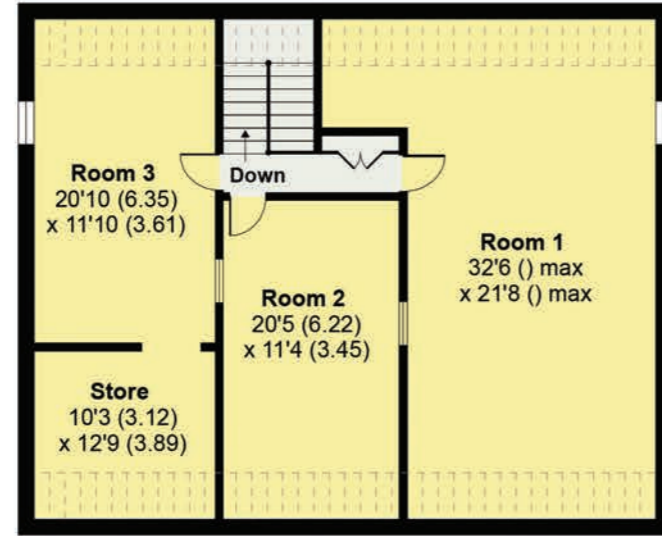 Room 3
20'10 (6.35)
x 11'10 (3.61)
Down
Room 1
32'6 () max
x 21'8 () max
Room 2
20'5 (6.22)
x 11'4 (3.45)
Store
10'3 (3.12)
x 12'9 (3.89)